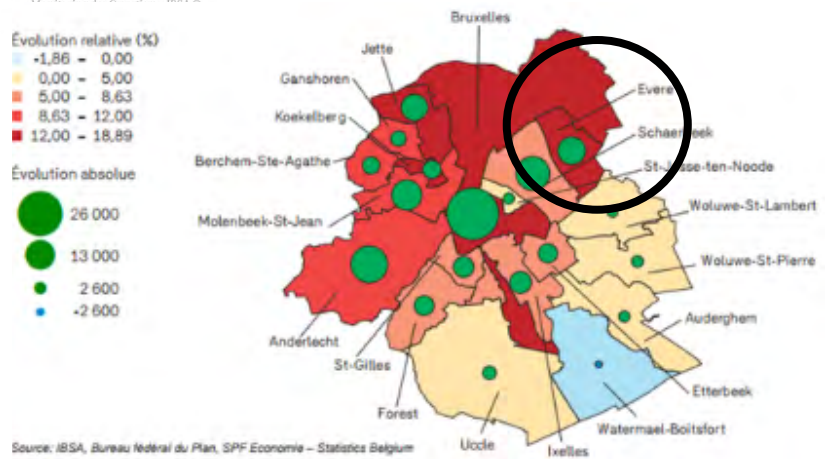 Évolution relative (%)
-1,86 – 0,00
0,00 – 5,00
5,00 – 8,63
8,63 – 12,00
12,00 – 18,89
Évolution absolue
26 000
13 000
2 600
-2 600
Bruxelles
Jette
Ganshoren
Koekelberg
Berchem-Ste-Agathe
Molenbeek-St-Jean
Anderlecht
St-Gilles
Forest
Uccle
Evere
Schaerbeek
St-Josse-ten-Noode
Woluwe-St-Lambert
Woluwe-St-Pierre
Auderghem
Etterbeek
Watermael-Boitsfort
Ixelles
Source: IBSA, Bureau fédéral du Plan, SPF Economie – Statistics Belgium